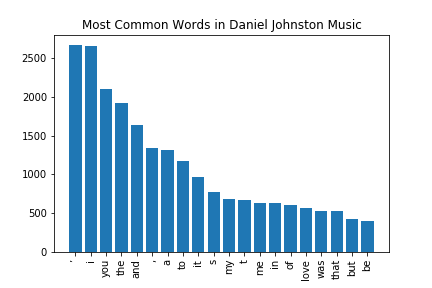 Most Common Words in Daniel Johnston Music
2500
2000
1500
1000
500
0
'
i
you
the
and
,
a
to
it
s
my
t
me
in
of
love
was
that
but
be